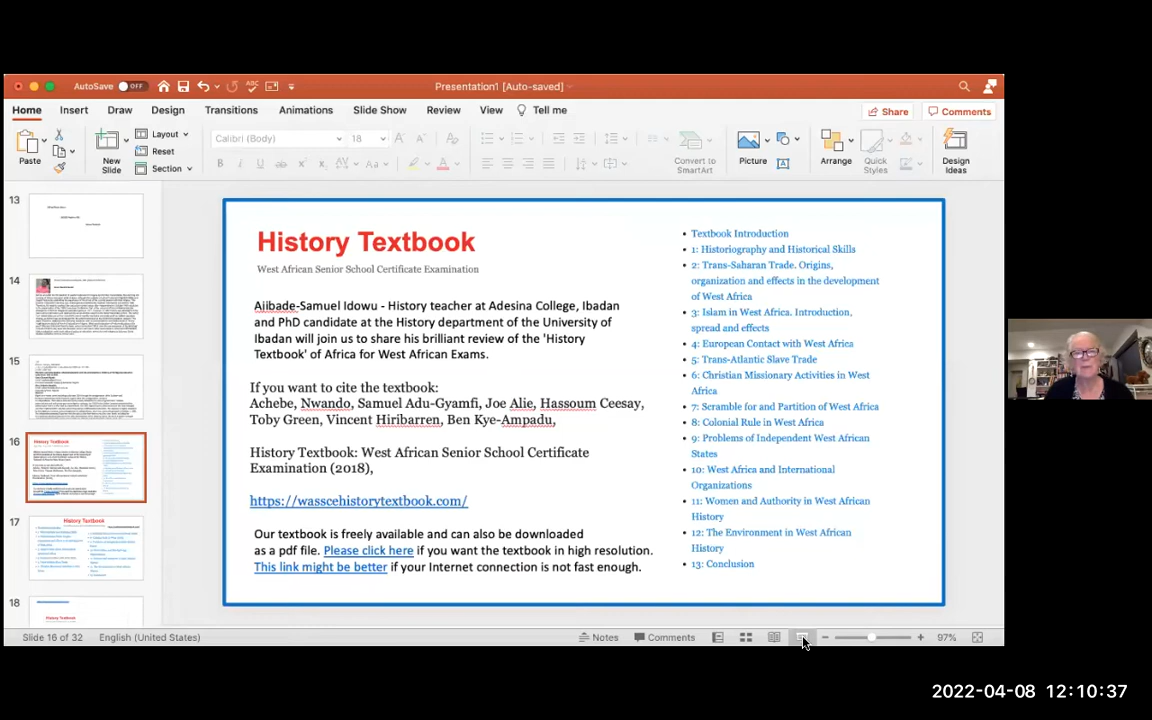 AutoSave OFF
Presentation1 [Auto-saved]
Home Insert Draw Design Transitions Animations Slide Show Review View Tell me
Share Comments
Paste
New
Slide
Layout
Reset
Section
Calibri (Body) 18
Convert to
SmartArt
Picture
Arrange
Quick
Styles
Design
Ideas
13
14
15
16
17
18
History Textbook
West African Senior School Certificate Examination
Ajibade-Samuel Idowu - History teacher at Adesina College, Ibadan
and PhD candidate at the History department of the University of
Ibadan will join us to share his brilliant review of the 'History
Textbook' of Africa for West African Exams.
If you want to cite the textbook:
Achebe, Nwando, Samuel Adu-Gyamfi, Joe Alie, Hassoum Ceesay,
Toby Green, Vincent Hiribarren, Ben Kye-Ampadu,
History Textbook: West African Senior School Certificate
Examination (2018),
https://wasscehistorytextbook.com/
Our textbook is freely available and can also be downloaded
as a pdf file. Please click here if you want the textbook in high resolution.
This link might be better if your Internet connection is not fast enough.
• Textbook Introduction
• 1: Historiography and Historical Skills
• 2: Trans-Saharan Trade. Origins,
organization and effects in the development
of West Africa
• 3: Islam in West Africa. Introduction,
spread and effects
• 4: European Contact with West Africa
• 5: Trans-Atlantic Slave Trade
• 6: Christian Missionary Activities in West
Africa
• 7: Scramble for and Partition of West Africa
• 8: Colonial Rule in West Africa
• 9: Problems of Independent West African
States
• 10: West Africa and International
Organizations
• 11: Women and Authority in West African
History
• 12: The Environment in West African
History
• 13: Conclusion
Slide 16 of 32 English (United States)
Notes Comments 97%
2022-04-08 12:10:37